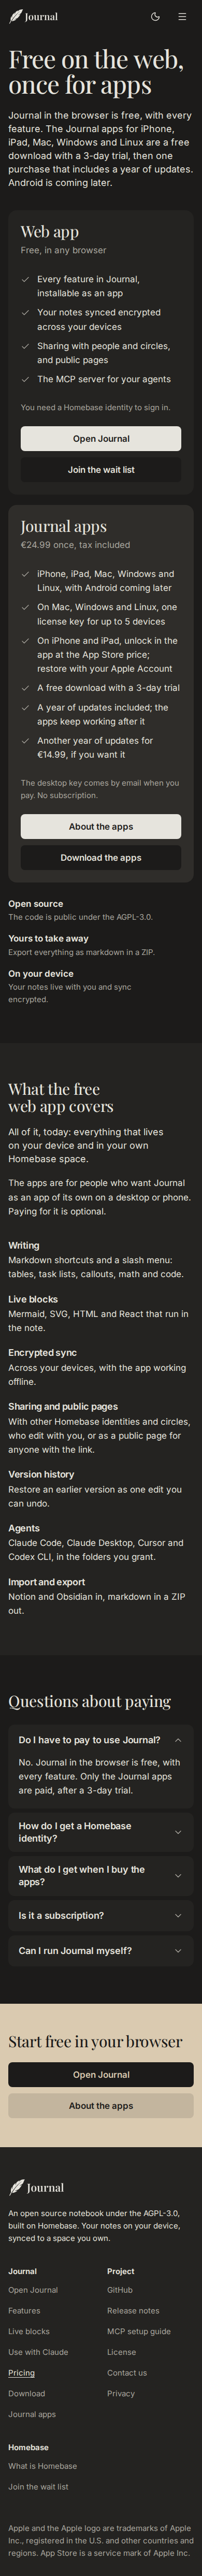 Journal
Free on the web,
once for apps
Journal in the browser is free, with every
feature. The Journal apps for iPhone,
iPad, Mac, Windows and Linux are a free
download with a 3-day trial, then one
purchase that includes a year of updates.
Android is coming later.
Web app
Free, in any browser
Every feature in Journal,
installable as an app
Your notes synced encrypted
across your devices
Sharing with people and circles,
and public pages
The MCP server for your agents
You need a Homebase identity to sign in.
Open Journal
Join the wait list
Journal apps
€24.99 once, tax included
iPhone, iPad, Mac, Windows and
Linux, with Android coming later
On Mac, Windows and Linux, one
license key for up to 5 devices
On iPhone and iPad, unlock in the
app at the App Store price;
restore with your Apple Account
A free download with a 3-day trial
A year of updates included; the
apps keep working after it
Another year of updates for
€14.99, if you want it
The desktop key comes by email when you
pay. No subscription.
About the apps
Download the apps
Open source
The code is public under the AGPL-3.0.
Yours to take away
Export everything as markdown in a ZIP.
On your device
Your notes live with you and sync
encrypted.
What the free
web app covers
All of it, today: everything that lives
on your device and in your own
Homebase space.
The apps are for people who want Journal
as an app of its own on a desktop or phone.
Paying for it is optional.
Writing
Markdown shortcuts and a slash menu:
tables, task lists, callouts, math and code.
Live blocks
Mermaid, SVG, HTML and React that run in
the note.
Encrypted sync
Across your devices, with the app working
offline.
Sharing and public pages
With other Homebase identities and circles,
who edit with you, or as a public page for
anyone with the link.
Version history
Restore an earlier version as one edit you
can undo.
Agents
Claude Code, Claude Desktop, Cursor and
Codex CLI, in the folders you grant.
Import and export
Notion and Obsidian in, markdown in a ZIP
out.
Questions about paying
Do I have to pay to use Journal?
No. Journal in the browser is free, with
every feature. Only the Journal apps
are paid, after a 3-day trial.
How do I get a Homebase
identity?
What do I get when I buy the
apps?
Is it a subscription?
Can I run Journal myself?
Start free in your browser
Open Journal
About the apps
Journal
An open source notebook under the AGPL-3.0,
built on Homebase. Your notes on your device,
synced to a space you own.
Journal
Open Journal
Features
Live blocks
Use with Claude
Pricing
Download
Journal apps
Project
GitHub
Release notes
MCP setup guide
License
Contact us
Privacy
Homebase
What is Homebase
Join the wait list
Apple and the Apple logo are trademarks of Apple
Inc., registered in the U.S. and other countries and
regions. App Store is a service mark of Apple Inc.